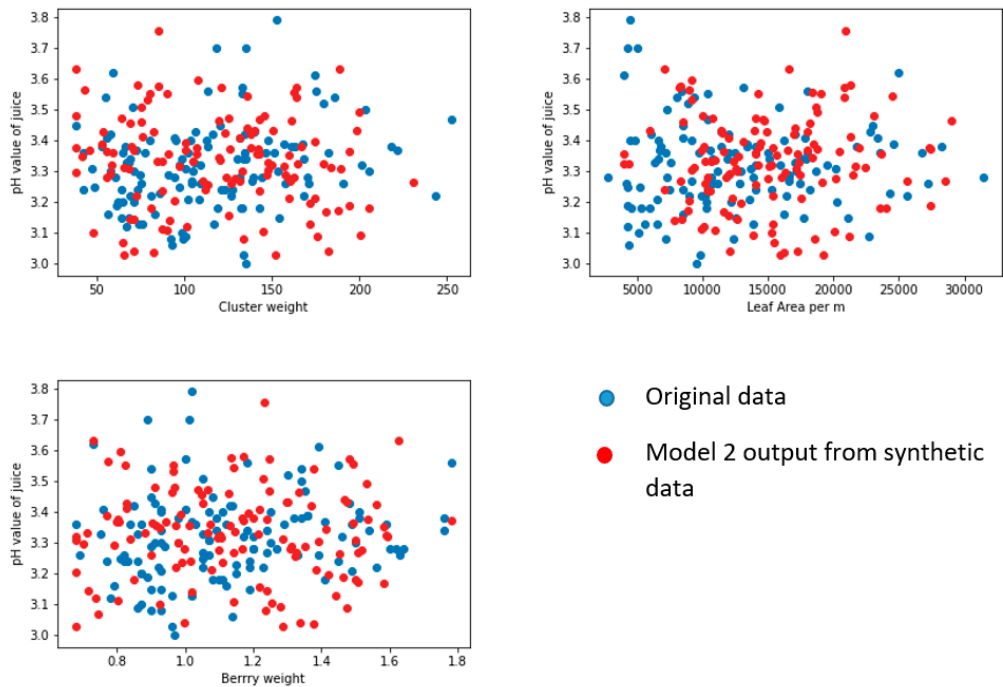 3.8
3.7
3.6
3.5
3.4
3.3
3.2
3.1
3.0
pH value of juice
50 100 150 200 250
Cluster weight
3.8
3.7
3.6
3.5
3.4
3.3
3.2
3.1
3.0
pH value of juice
5000 10000 15000 20000 25000 30000
Leaf Area per m
3.8
3.7
3.6
3.5
3.4
3.3
3.2
3.1
3.0
pH value of juice
0.8 1.0 1.2 1.4 1.6 1.8
Berrry weight
Original data
Model 2 output from synthetic
data